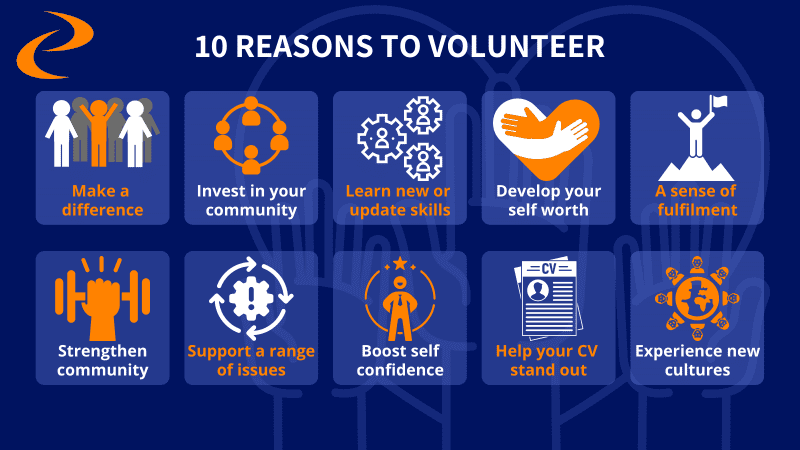 10 REASONS TO VOLUNTEER
Make a
difference
Invest in your
community
Learn new or
update skills
Develop your
self worth
A sense of
fulfilment
Strengthen
community
Support a range
of issues
Boost self
confidence
CV
Help your CV
stand out
Experience new
cultures